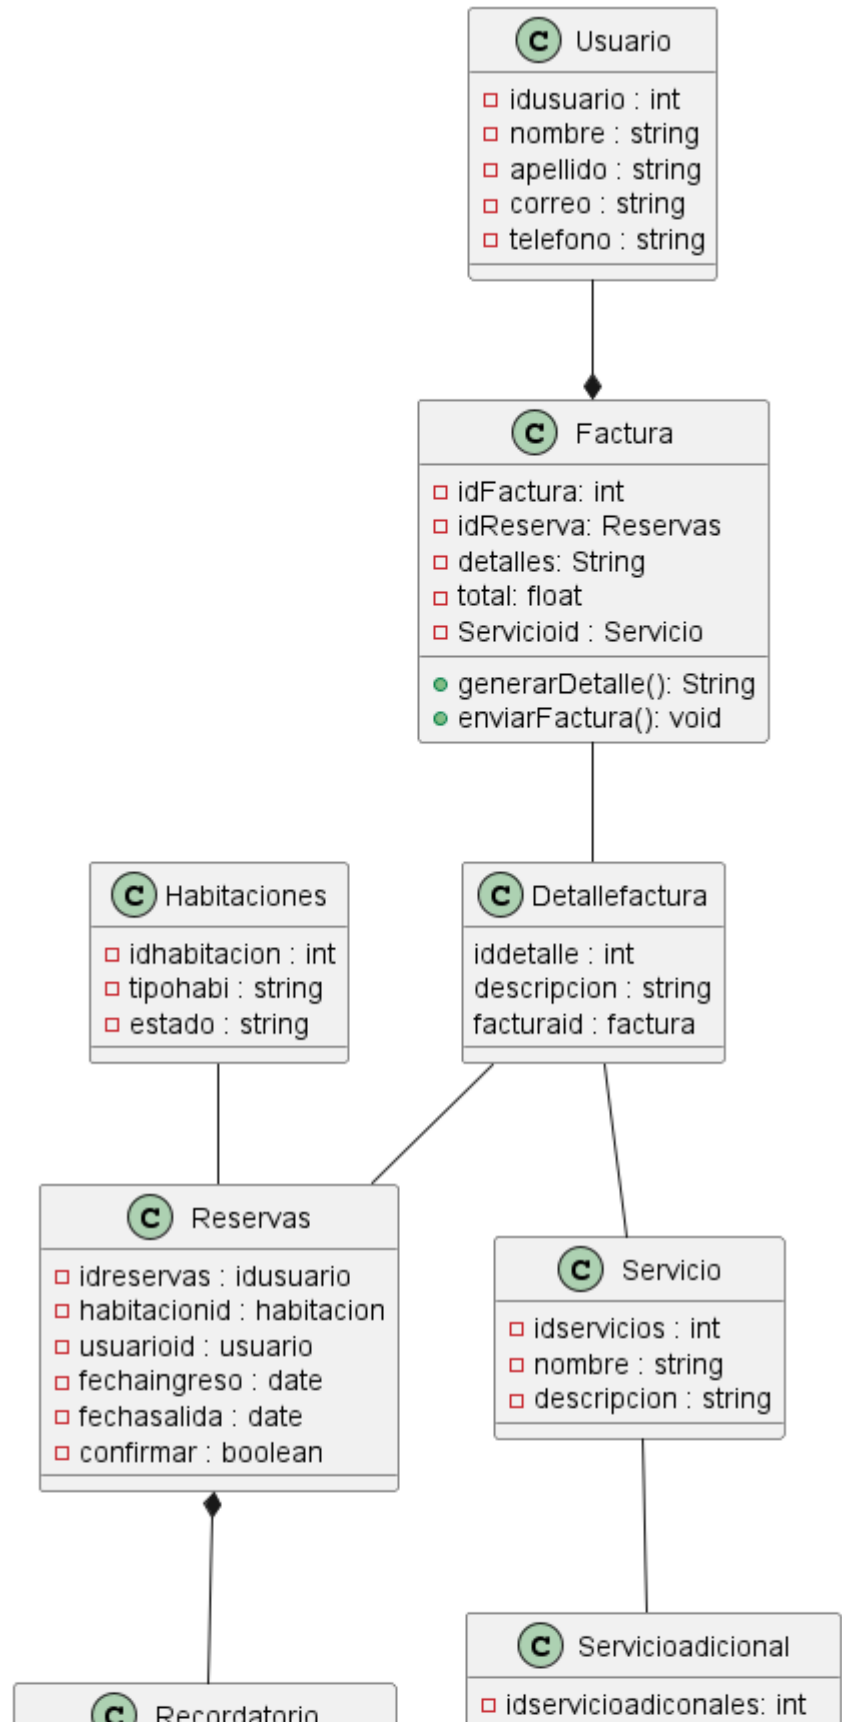 C Usuario
idusuario : int
nombre : string
apellido : string
correo : string
telefono : string
C Factura
idFactura: int
idReserva: Reservas
detalles: String
total: float
Servicioid : Servicio
generarDetalle(): String
enviarFactura(): void
C Habitaciones
idhabitacion : int
tipohabi : string
estado : string
C Detallefactura
iddetalle : int
descripcion : string
facturaid : factura
C Reservas
idreservas : idusuario
habitacionid : habitacion
usuarioid : usuario
fechaingreso : date
fechasalida : date
confirmar : boolean
C Servicio
idservicios : int
nombre : string
descripcion : string
C Servicioadicional
idservicioadiconales: int
C Recordatorio